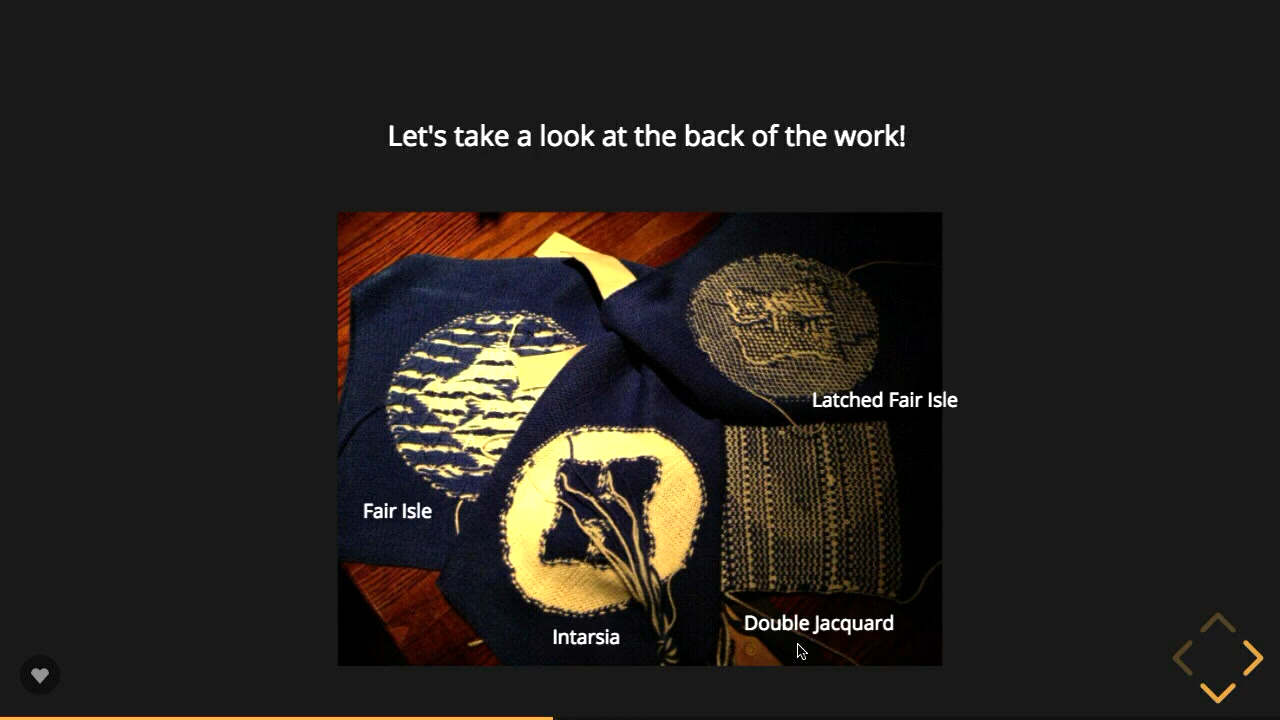 Let's take a look at the back of the work!
Latched Fair Isle
Fair Isle
Double Jacquard
Intarsia